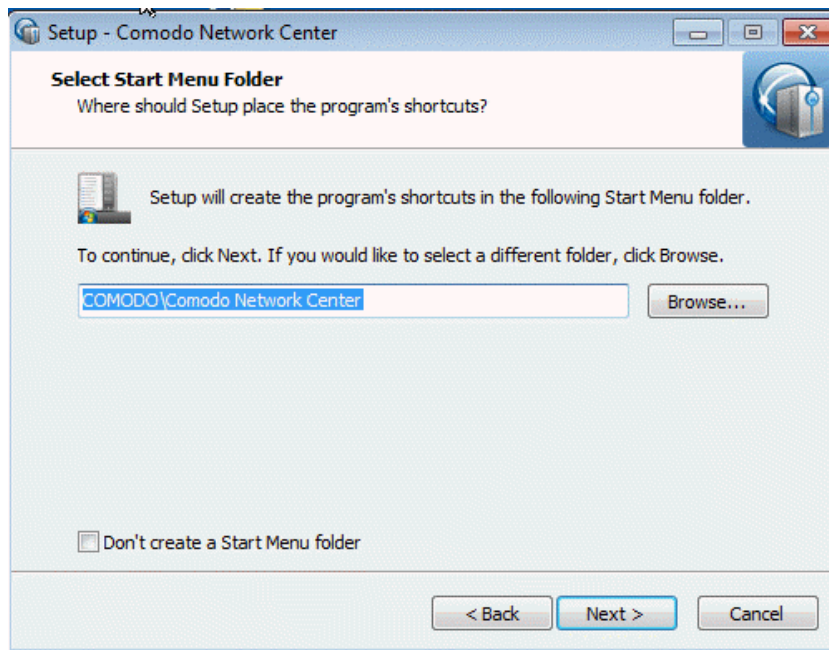 Setup - Comodo Network Center
Select Start Menu Folder
Where should Setup place the program's shortcuts?
Setup will create the program's shortcuts in the following Start Menu folder.
To continue, click Next. If you would like to select a different folder, click Browse.
COMODO\Comodo Network Center
Browse...
Don't create a Start Menu folder
< Back
Next >
Cancel